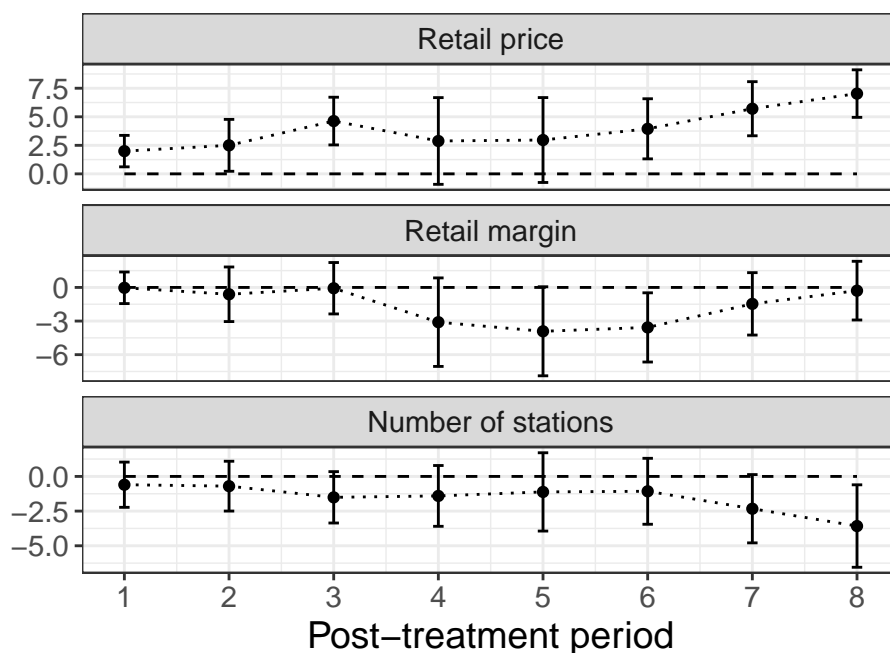 Retail price
7.5
5.0
2.5
0.0
Retail margin
0
−3
−6
Number of stations
0.0
−2.5
−5.0
1 2 3 4 5 6 7 8
Post−treatment period